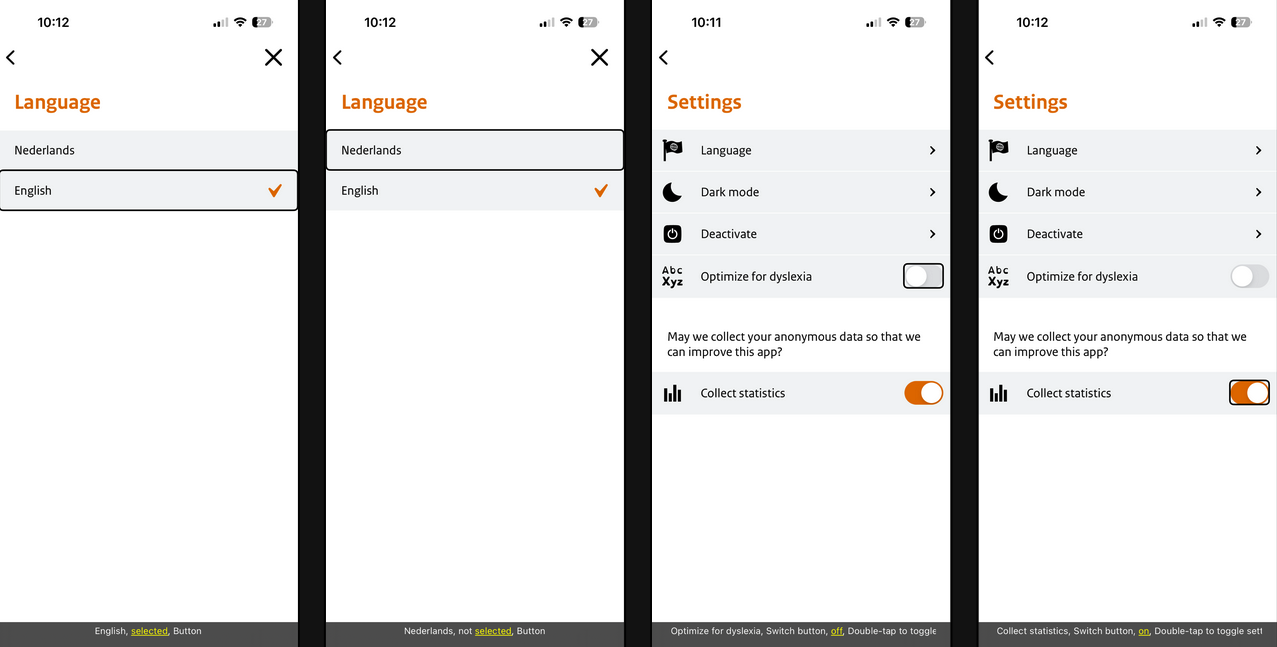 10:12
27
Language
Nederlands
English
English, selected, Button
10:12
27
Language
Nederlands
English
Nederlands, not selected, Button
10:11
27
Settings
Language
Dark mode
Deactivate
Abc
Xyz
Optimize for dyslexia
May we collect your anonymous data so that we
can improve this app?
Collect statistics
Optimize for dyslexia, Switch button, off, Double-tap to toggle
10:12
27
Settings
Language
Dark mode
Deactivate
Abc
Xyz
Optimize for dyslexia
May we collect your anonymous data so that we
can improve this app?
Collect statistics
Collect statistics, Switch button, on, Double-tap to toggle sett